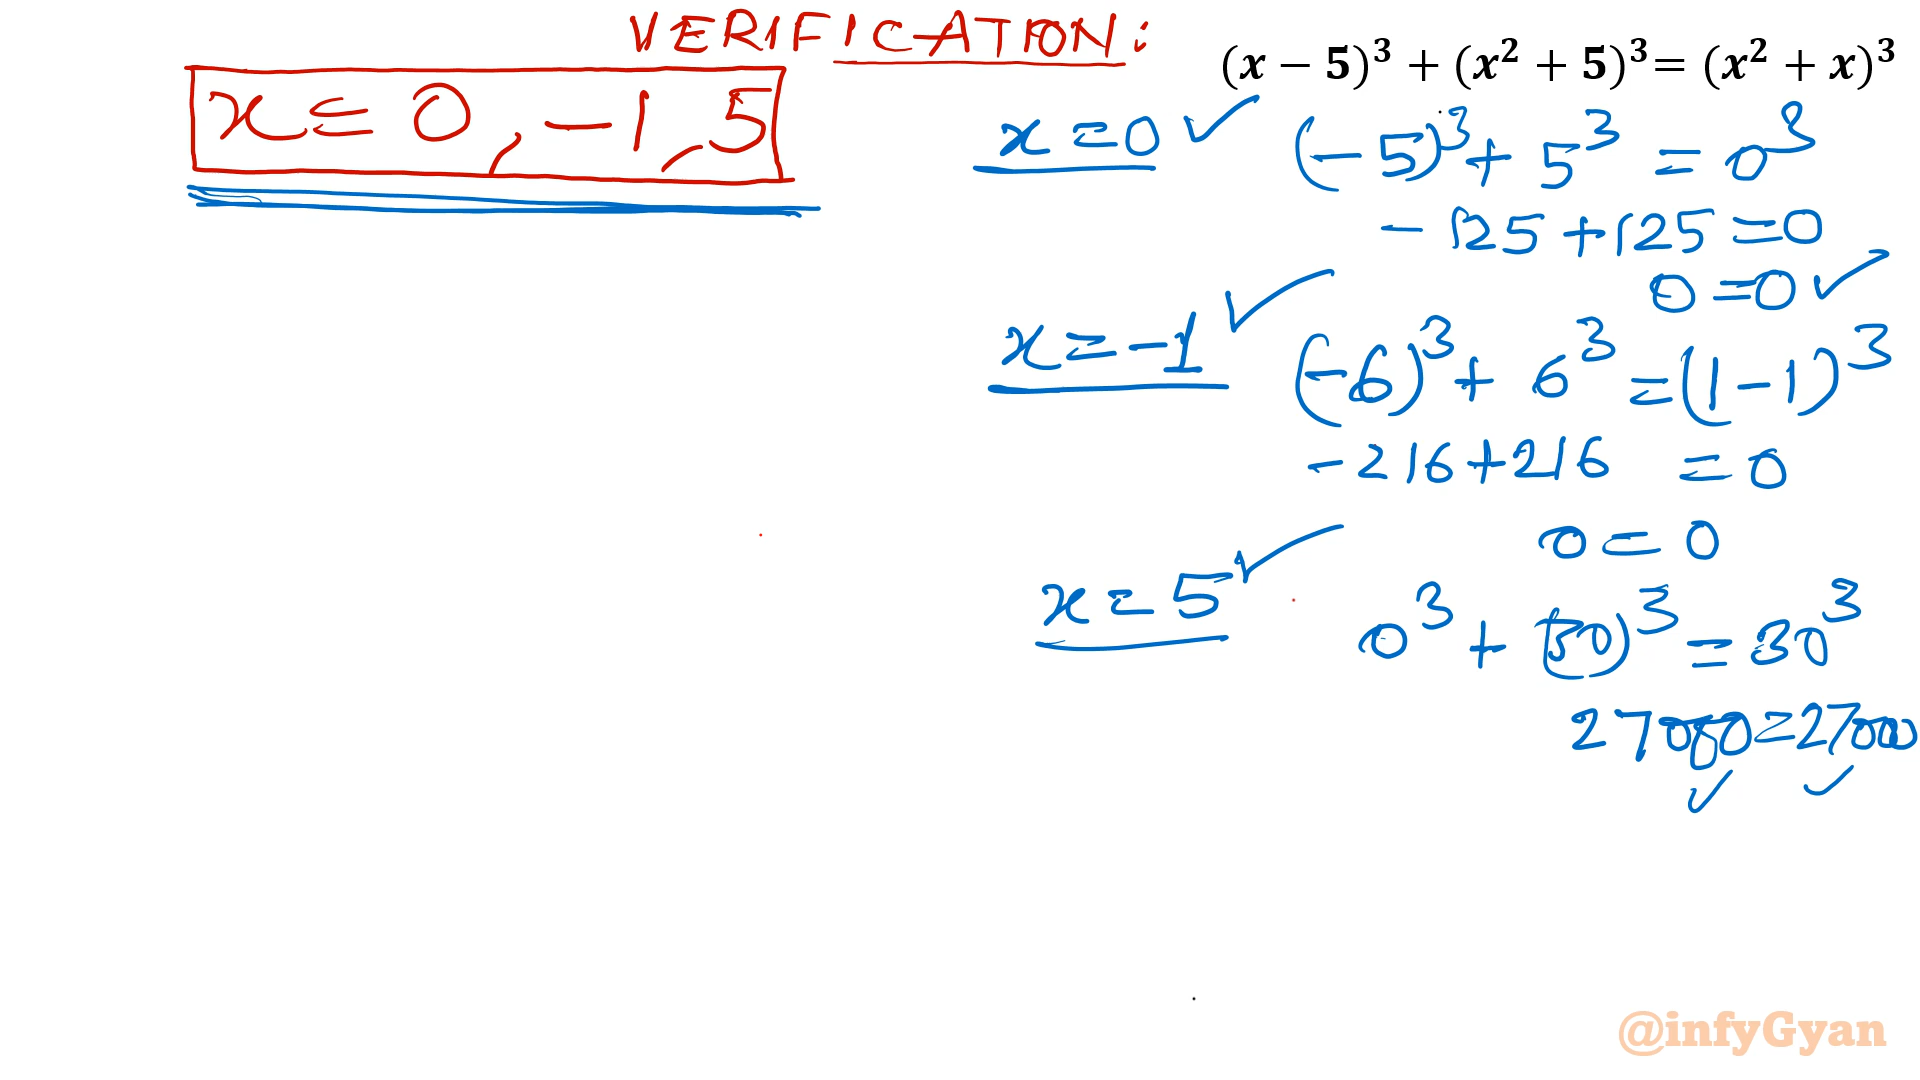 VERIFICATION:
(x − 5)³ + (x² + 5)³= (x² + x)³
x = 0, −1, 5
x = 0 ✓ (−5)³ + 5³ = 0³
−125 + 125 = 0
0 = 0 ✓
x = −1 ✓ (−6)³ + 6³ = (1 − 1)³
−216 + 216 = 0
0 = 0
x = 5 ✓ 0³ + (30)³ = 30³
27000 = 27000
✓ ✓
@infyGyan